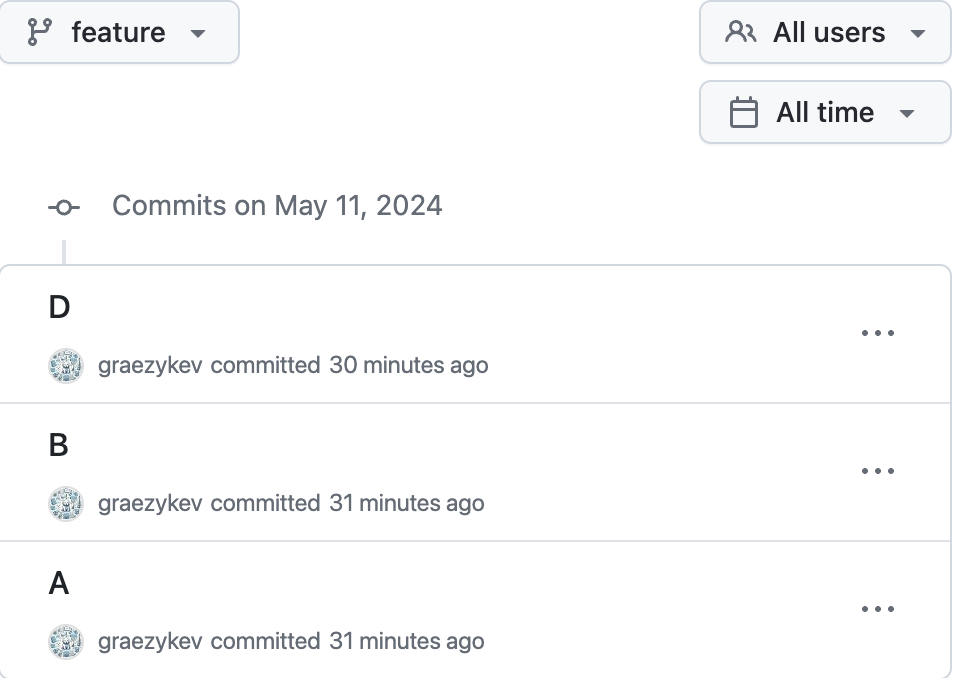 feature
All users
All time
Commits on May 11, 2024
D
graezykev committed 30 minutes ago
B
graezykev committed 31 minutes ago
A
graezykev committed 31 minutes ago